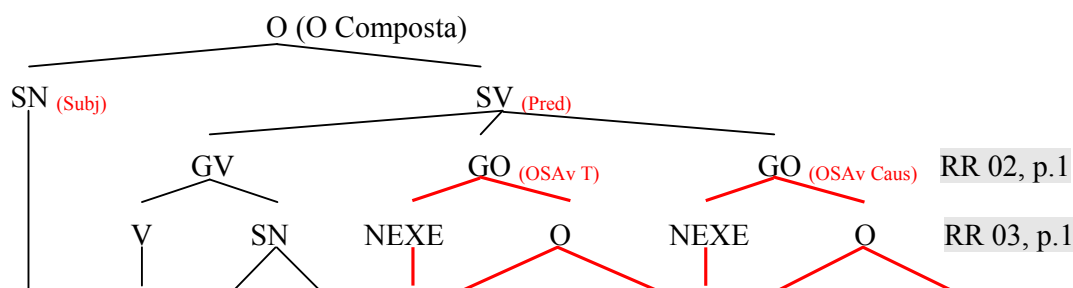 O (O Composta)
SN (Subj) SV (Pred)
GV GO (OSAv T) GO (OSAv Caus) RR 02, p.1
V SN NEXE O NEXE O RR 03, p.1